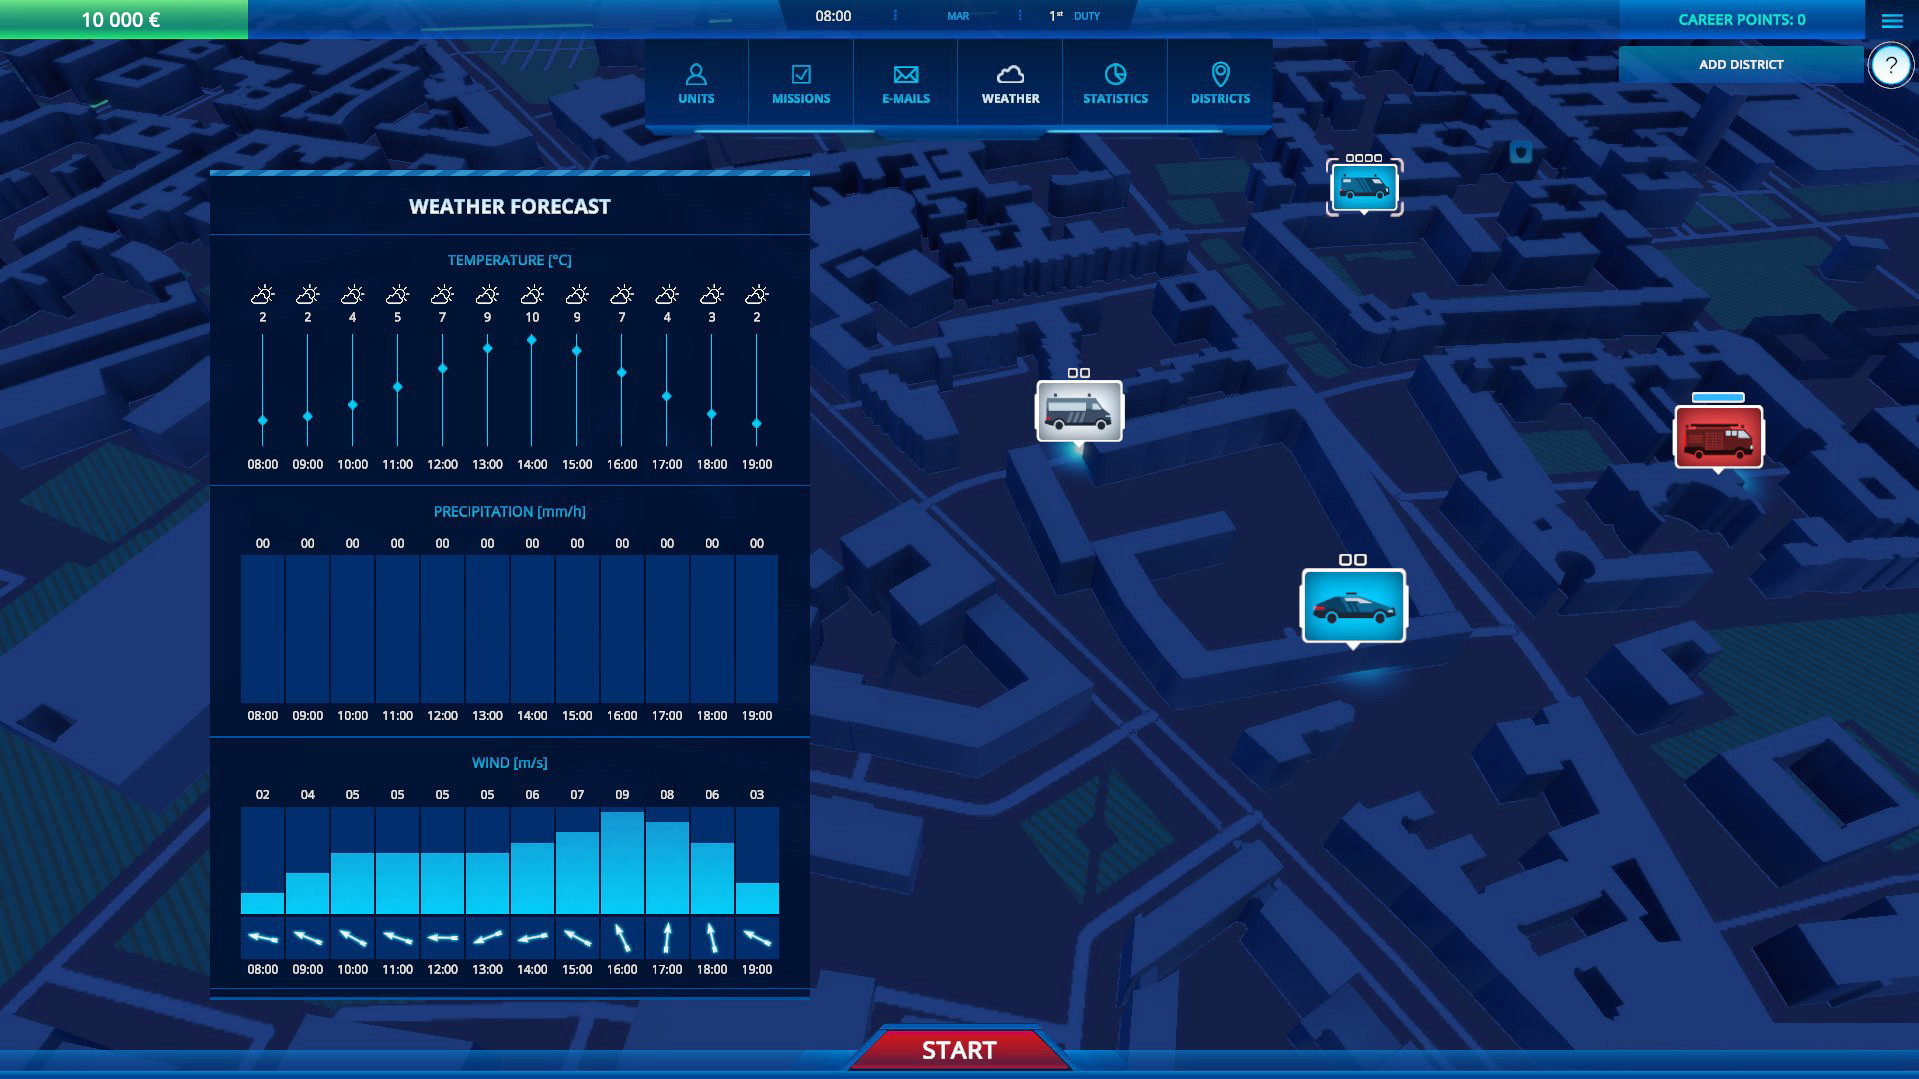 10 000 €
08:00 MAR 1st DUTY
CAREER POINTS: 0
ADD DISTRICT
?
UNITS MISSIONS E-MAILS WEATHER STATISTICS DISTRICTS
WEATHER FORECAST
TEMPERATURE [°C]
2 2 4 5 7 9 10 9 7 4 3 2
08:00 09:00 10:00 11:00 12:00 13:00 14:00 15:00 16:00 17:00 18:00 19:00
PRECIPITATION [mm/h]
00 00 00 00 00 00 00 00 00 00 00 00
08:00 09:00 10:00 11:00 12:00 13:00 14:00 15:00 16:00 17:00 18:00 19:00
WIND [m/s]
02 04 05 05 05 05 06 07 09 08 06 03
08:00 09:00 10:00 11:00 12:00 13:00 14:00 15:00 16:00 17:00 18:00 19:00
START